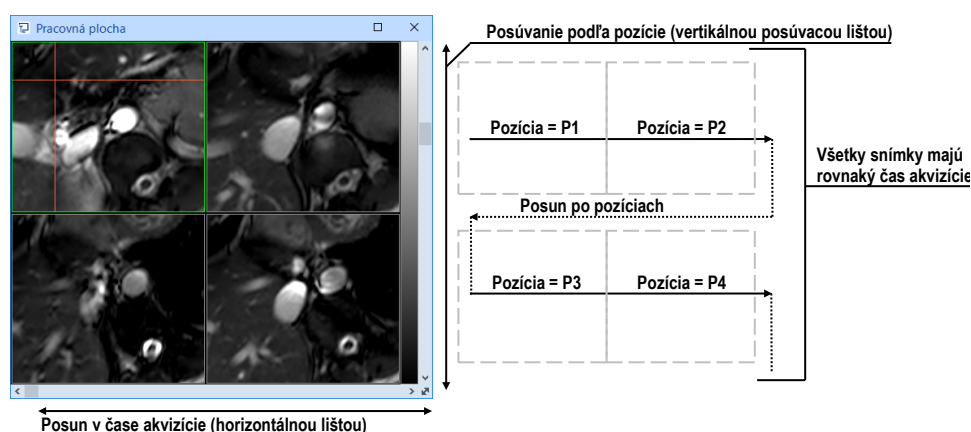 Pracovná plocha
Posúvanie podľa pozície (vertikálnou posúvacou lištou)
Pozícia = P1
Pozícia = P2
Všetky snímky majú
rovnaký čas akvizície
Posun po pozíciach
Pozícia = P3
Pozícia = P4
Posun v čase akvizície (horizontálnou lištou)